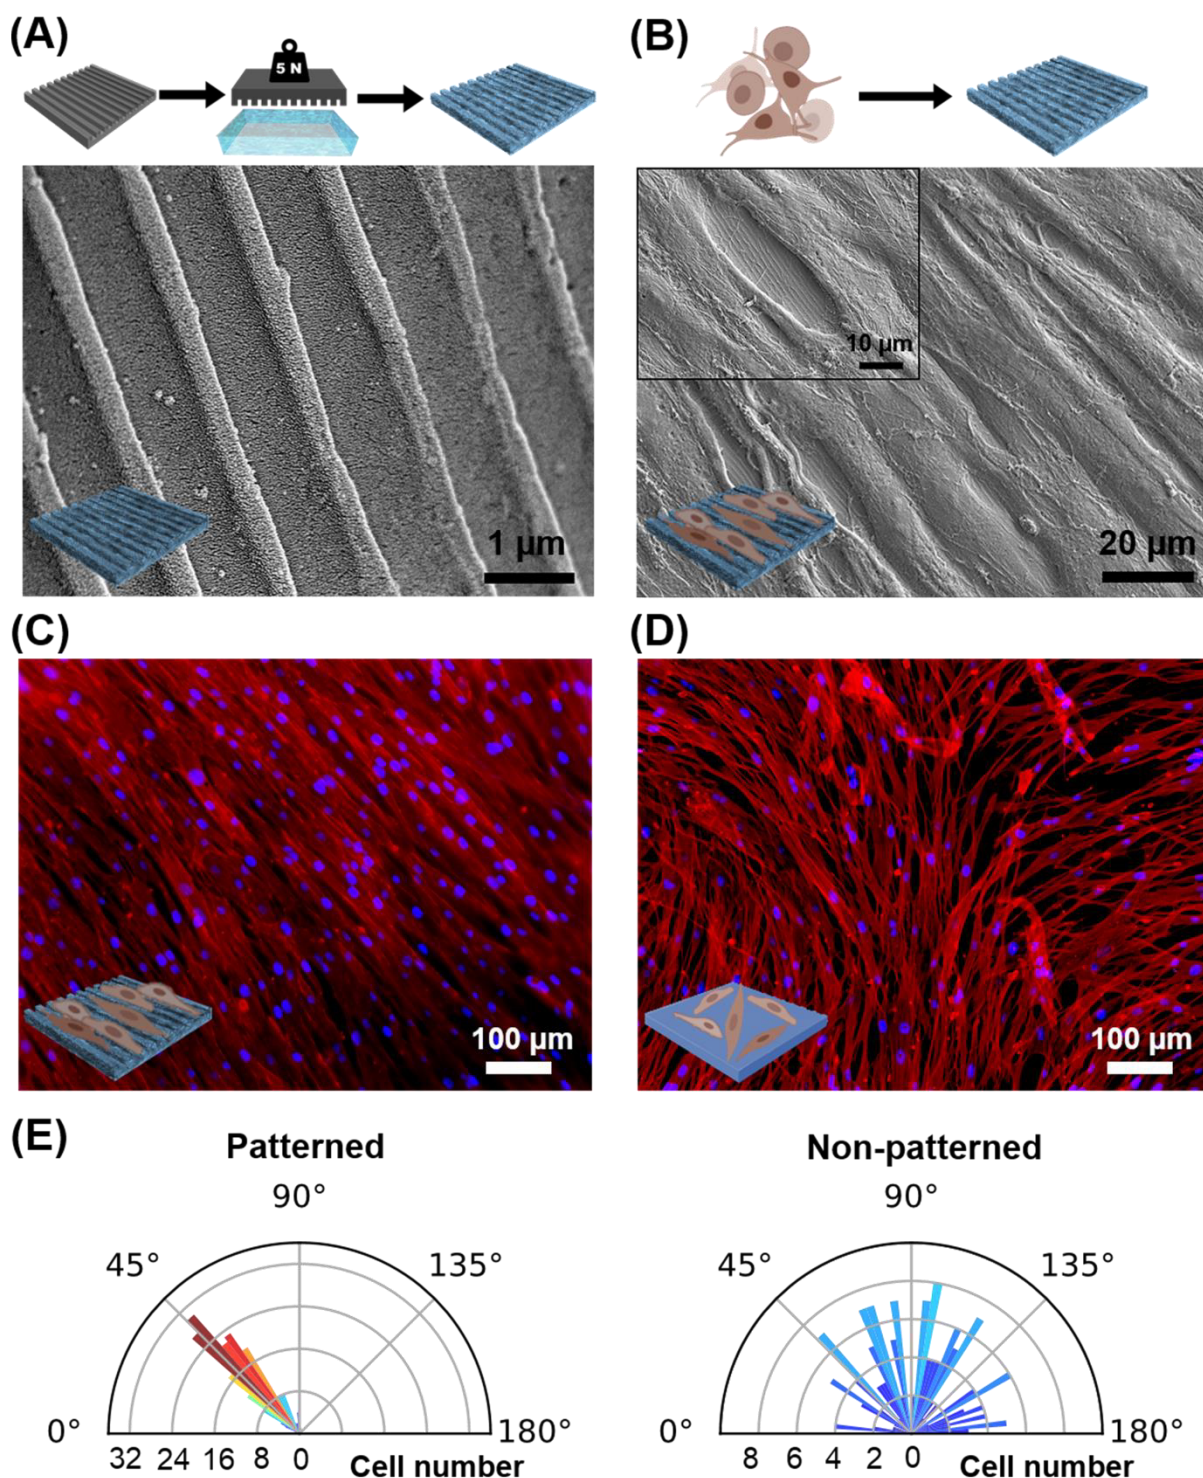 (A)
5 N
1 μm
(B)
10 μm
20 μm
(C)
100 μm
(D)
100 μm
(E)
Patterned
90°
45°
135°
0°
180°
32 24 16 8 0 Cell number
Non-patterned
90°
45°
135°
0°
180°
8 6 4 2 0 Cell number